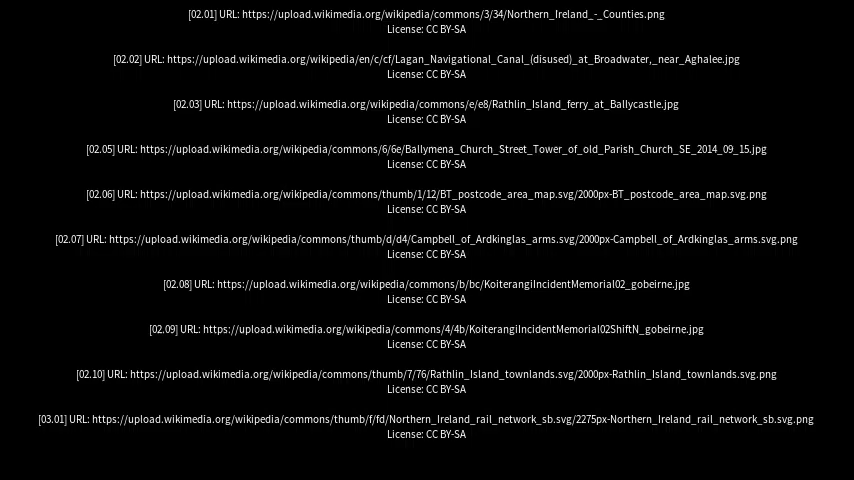 [02.01] URL: https://upload.wikimedia.org/wikipedia/commons/3/34/Northern_Ireland_-_Counties.png
License: CC BY-SA
[02.02] URL: https://upload.wikimedia.org/wikipedia/en/c/cf/Lagan_Navigational_Canal_(disused)_at_Broadwater,_near_Aghalee.jpg
License: CC BY-SA
[02.03] URL: https://upload.wikimedia.org/wikipedia/commons/e/e8/Rathlin_Island_ferry_at_Ballycastle.jpg
License: CC BY-SA
[02.05] URL: https://upload.wikimedia.org/wikipedia/commons/6/6e/Ballymena_Church_Street_Tower_of_old_Parish_Church_SE_2014_09_15.jpg
License: CC BY-SA
[02.06] URL: https://upload.wikimedia.org/wikipedia/commons/thumb/1/12/BT_postcode_area_map.svg/2000px-BT_postcode_area_map.svg.png
License: CC BY-SA
[02.07] URL: https://upload.wikimedia.org/wikipedia/commons/thumb/d/d4/Campbell_of_Ardkinglas_arms.svg/2000px-Campbell_of_Ardkinglas_arms.svg.png
License: CC BY-SA
[02.08] URL: https://upload.wikimedia.org/wikipedia/commons/b/bc/KoiterangiIncidentMemorial02_gobeirne.jpg
License: CC BY-SA
[02.09] URL: https://upload.wikimedia.org/wikipedia/commons/4/4b/KoiterangiIncidentMemorial02ShiftN_gobeirne.jpg
License: CC BY-SA
[02.10] URL: https://upload.wikimedia.org/wikipedia/commons/thumb/7/76/Rathlin_Island_townlands.svg/2000px-Rathlin_Island_townlands.svg.png
License: CC BY-SA
[03.01] URL: https://upload.wikimedia.org/wikipedia/commons/thumb/f/fd/Northern_Ireland_rail_network_sb.svg/2275px-Northern_Ireland_rail_network_sb.svg.png
License: CC BY-SA